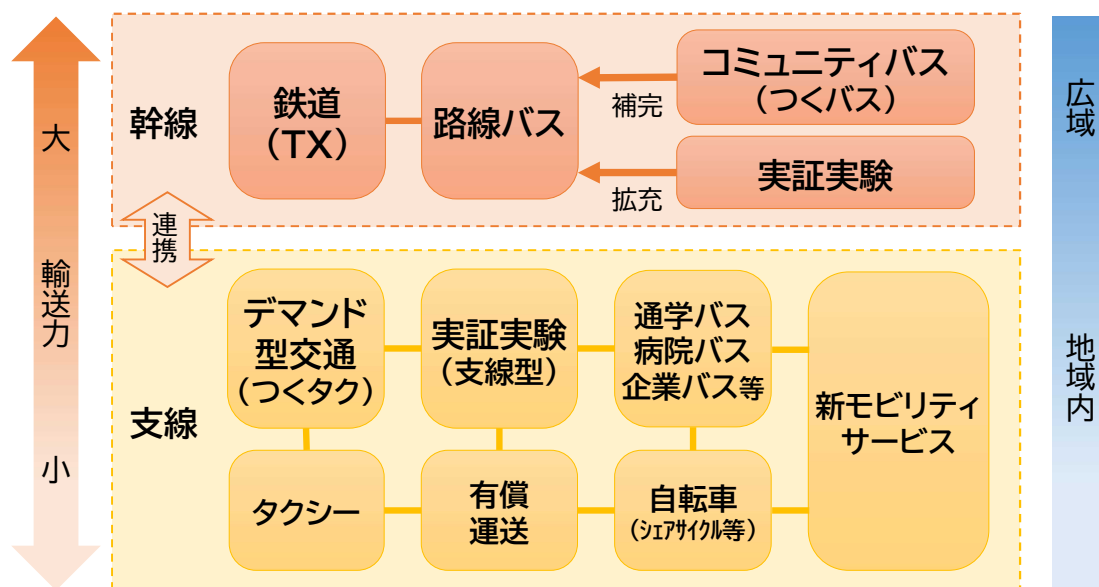 大
輸送力
小
幹線
鉄道
（TX）
路線バス
補完
コミュニティバス
（つくバス）
拡充
実証実験
連携
支線
デマンド
型交通
（つくタク）
実証実験
（支線型）
通学バス
病院バス
企業バス等
新モビリティ
サービス
タクシー
有償
運送
自転車
（ｼｪｱｻｲｸﾙ等）
広域
地域内